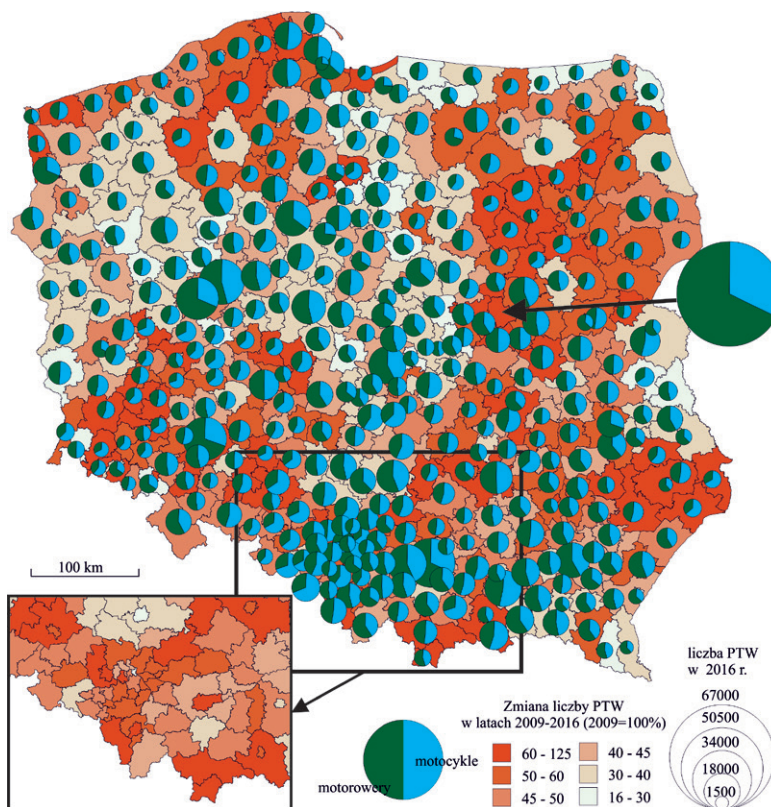 100 km
motorowery
motocykle
Zmiana liczby PTW
w latach 2009-2016 (2009=100%)
60 - 125
50 - 60
45 - 50
40 - 45
30 - 40
16 - 30
liczba PTW
w 2016 r.
67000
50500
34000
18000
1500